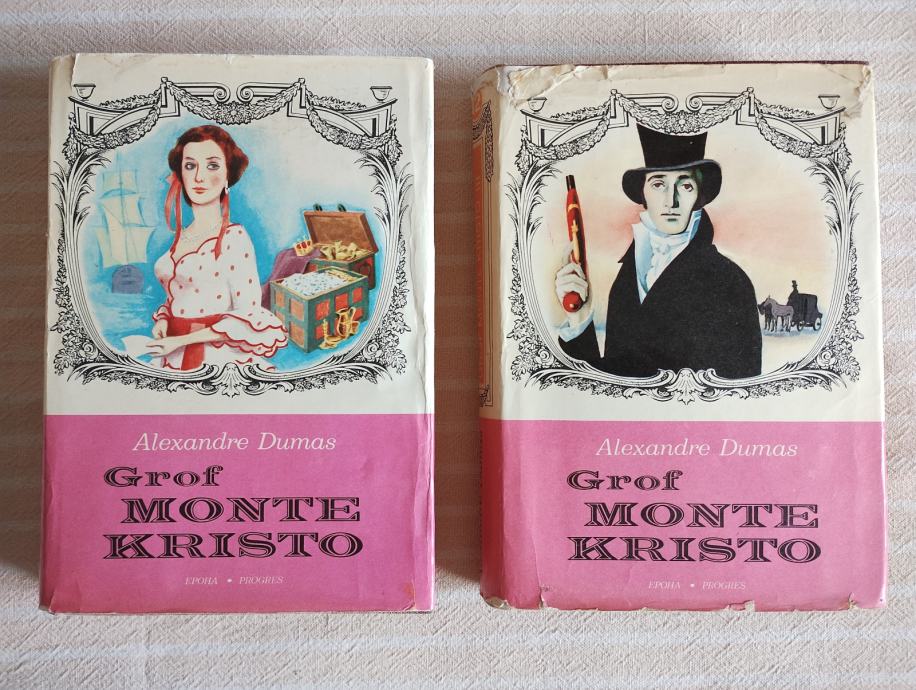 Alexandre Dumas
Grof
MONTE
KRISTO
EPOHA • PROGRES
Alexandre Dumas
Grof
MONTE
KRISTO
EPOHA • PROGRES